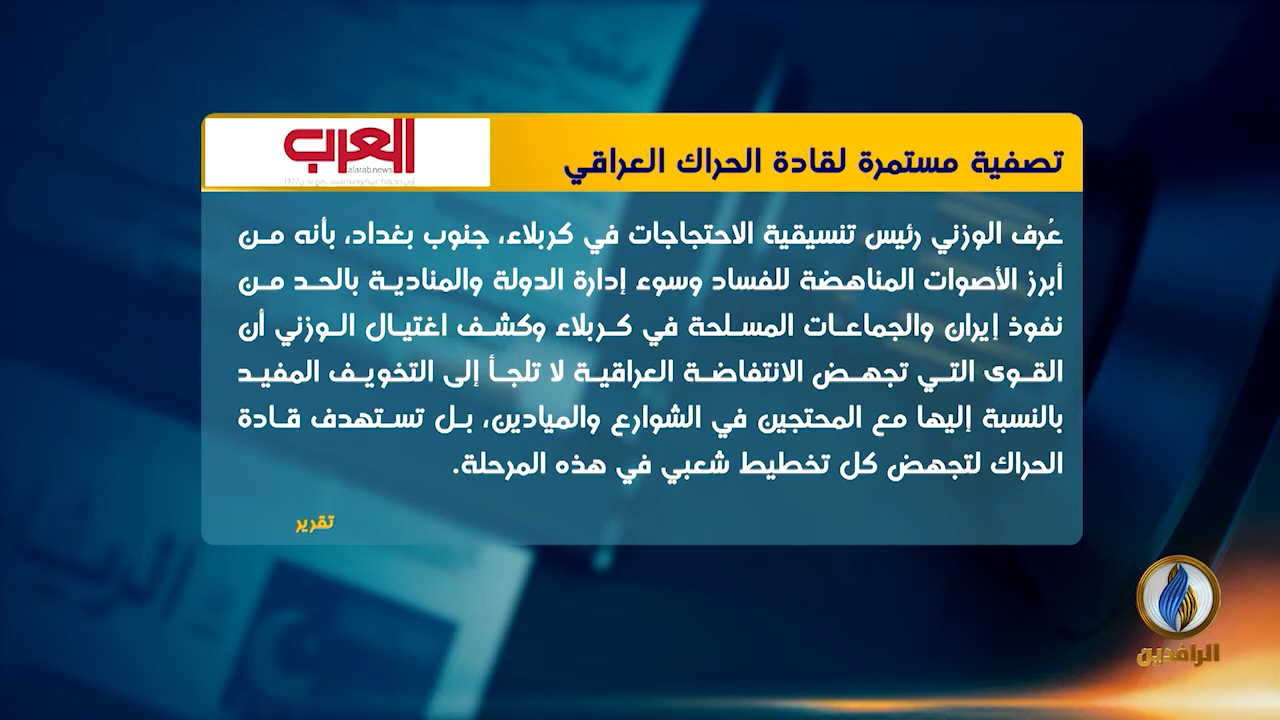 تصفية مستمرة لقادة الحراك العراقي
العرب
alarab.news
عُرف الوزني رئيس تنسيقية الاحتجاجات في كربلاء، جنوب بغداد، بأنه من
أبرز الأصوات المناهضة للفساد وسوء إدارة الدولة والمنادية بالحد من
نفوذ إيران والجماعات المسلحة في كربلاء وكشف اغتيال الوزني أن
القوى التي تجهض الانتفاضة العراقية لا تلجأ إلى التخويف المفيد
بالنسبة إليها مع المحتجين في الشوارع والميادين، بل تستهدف قادة
الحراك لتجهض كل تخطيط شعبي في هذه المرحلة.
تقرير
الرافدين